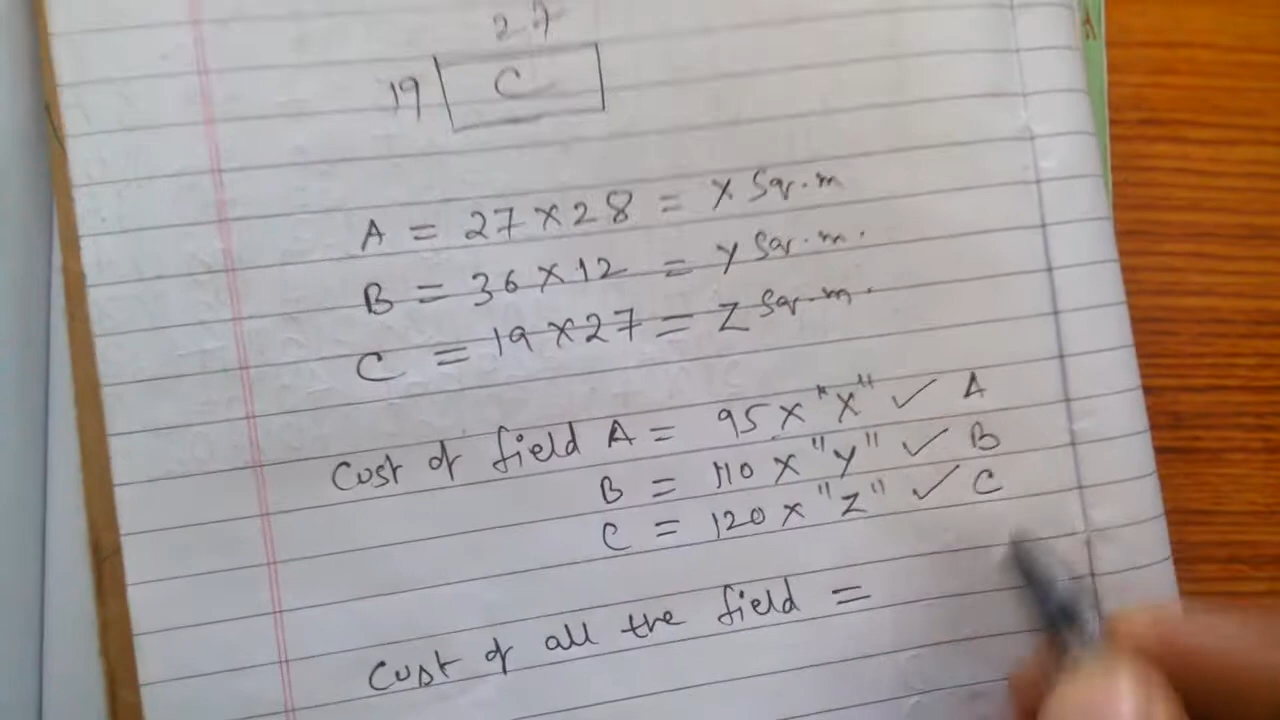 27
19 C
A = 27 × 28 = X Sqr.m
B = 36 × 12 = Y Sqr.m.
C = 19 × 27 = Z Sqr.m.
Cost of field A = 95 × "X" ✓ A
B = 110 × "y" ✓ B
C = 120 × "Z" ✓ C
Cost of all the field =